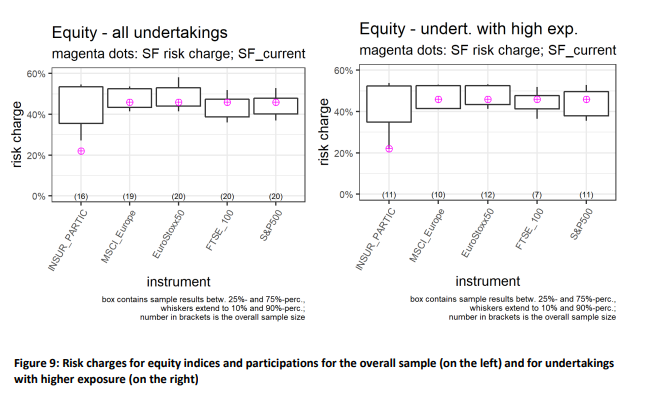 Equity - all undertakings
magenta dots: SF risk charge; SF_current
risk charge
60%
40%
20%
0%
(16)
(19)
(20)
(20)
(20)
INSUR_PARTIC
MSCI_Europe
EuroStoxx50
FTSE_100
S&P500
instrument
box contains sample results betw. 25%- and 75%-perc.,
whiskers extend to 10% and 90%-perc.;
number in brackets is the overall sample size
Equity - undert. with high exp.
magenta dots: SF risk charge; SF_current
risk charge
60%
40%
20%
0%
(11)
(10)
(12)
(7)
(11)
INSUR_PARTIC
MSCI_Europe
EuroStoxx50
FTSE_100
S&P500
instrument
box contains sample results betw. 25%- and 75%-perc.,
whiskers extend to 10% and 90%-perc.;
number in brackets is the overall sample size
Figure 9: Risk charges for equity indices and participations for the overall sample (on the left) and for undertakings
with higher exposure (on the right)